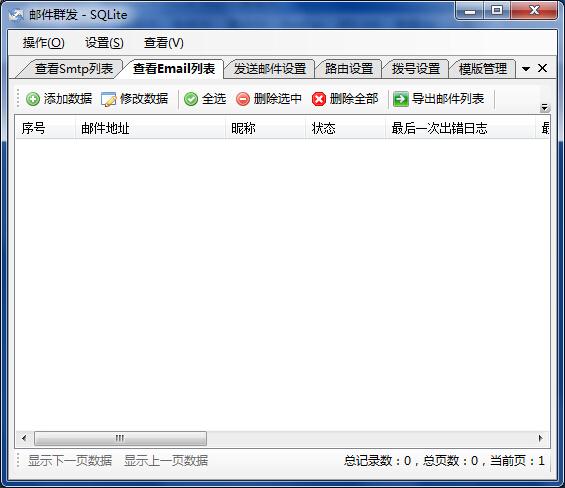 邮件群发 - SQLite
操作(O) 设置(S) 查看(V)
查看Smtp列表 查看Email列表 发送邮件设置 路由设置 拨号设置 模版管理
添加数据 修改数据 全选 删除选中 删除全部 导出邮件列表
序号 邮件地址 昵称 状态 最后一次出错日志
显示下一页数据 显示上一页数据 总记录数：0，总页数：0，当前页：1